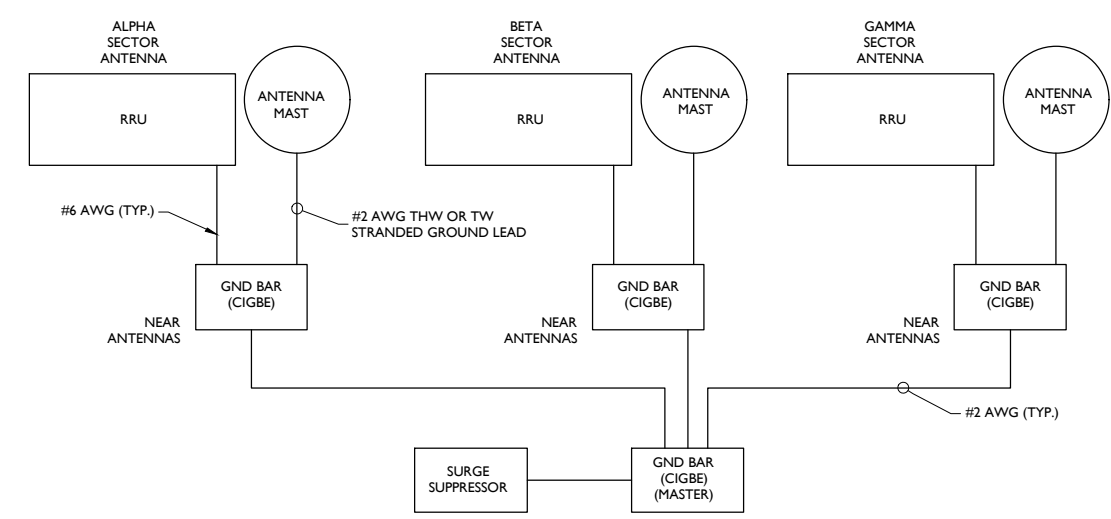 ALPHA
SECTOR
ANTENNA
BETA
SECTOR
ANTENNA
GAMMA
SECTOR
ANTENNA
RRU
ANTENNA
MAST
RRU
ANTENNA
MAST
RRU
ANTENNA
MAST
#6 AWG (TYP.)
#2 AWG THW OR TW
STRANDED GROUND LEAD
GND BAR
(CIGBE)
GND BAR
(CIGBE)
GND BAR
(CIGBE)
NEAR
ANTENNAS
NEAR
ANTENNAS
NEAR
ANTENNAS
#2 AWG (TYP.)
SURGE
SUPPRESSOR
GND BAR
(CIGBE)
(MASTER)